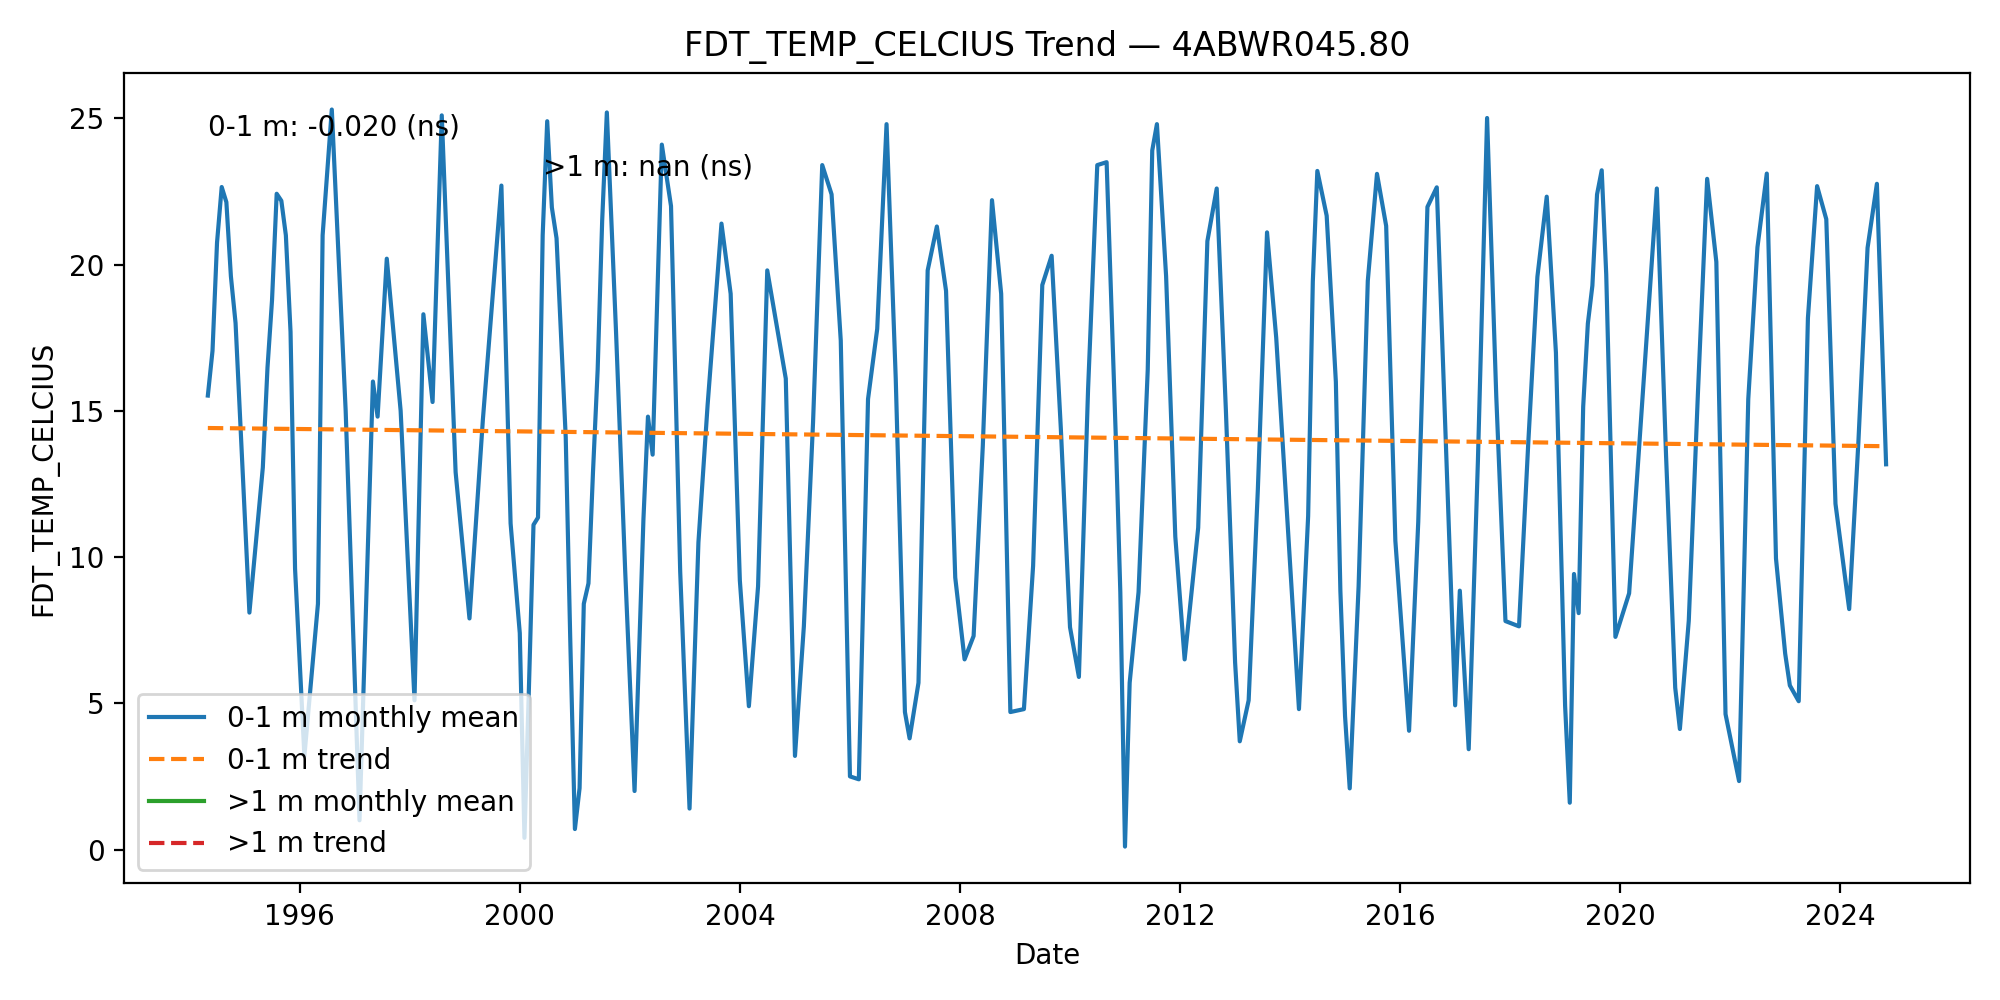 FDT_TEMP_CELCIUS Trend — 4ABWR045.80
FDT_TEMP_CELCIUS
25
20
15
10
5
0
0-1 m: -0.020 (ns)
>1 m: nan (ns)
0-1 m monthly mean
0-1 m trend
>1 m monthly mean
>1 m trend
1996 2000 2004 2008 2012 2016 2020 2024
Date